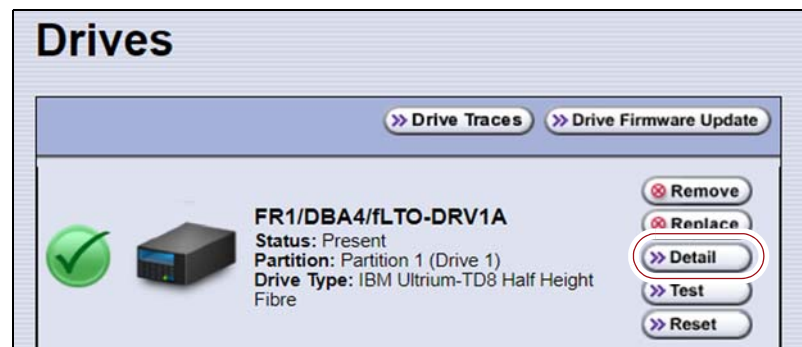 Drives
>> Drive Traces
>> Drive Firmware Update
FR1/DBA4/fLTO-DRV1A
Status: Present
Partition: Partition 1 (Drive 1)
Drive Type: IBM Ultrium-TD8 Half Height
Fibre
Remove
Replace
>> Detail
>> Test
>> Reset